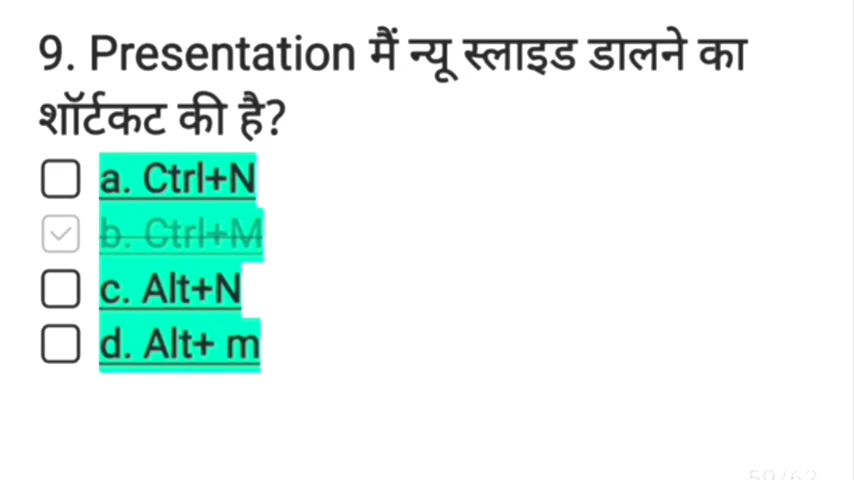 9. Presentation मैं न्यू स्लाइड डालने का
शॉर्टकट की है?
a. Ctrl+N
b. Ctrl+M
c. Alt+N
d. Alt+ m